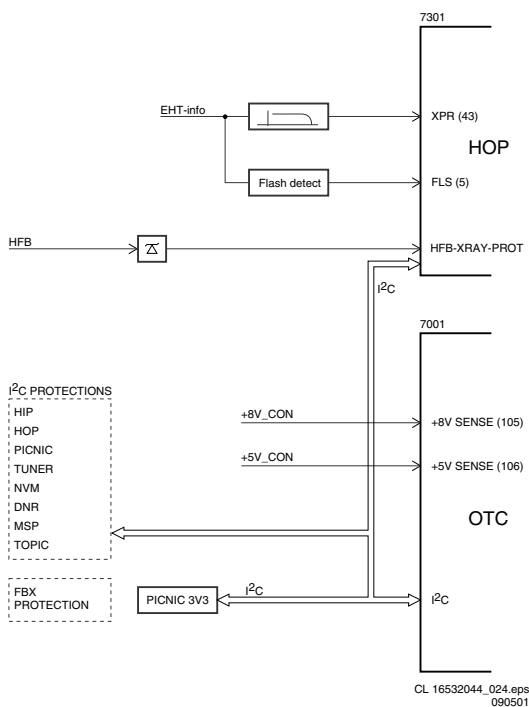 7301
EHT-info
XPR (43)
HOP
Flash detect
FLS (5)
HFB
HFB-XRAY-PROT
I²C
7001
I²C PROTECTIONS
HIP
HOP
PICNIC
TUNER
NVM
DNR
MSP
TOPIC
+8V_CON
+8V SENSE (105)
+5V_CON
+5V SENSE (106)
OTC
FBX
PROTECTION
PICNIC 3V3
I²C
I²C
CL 16532044_024.eps
090501